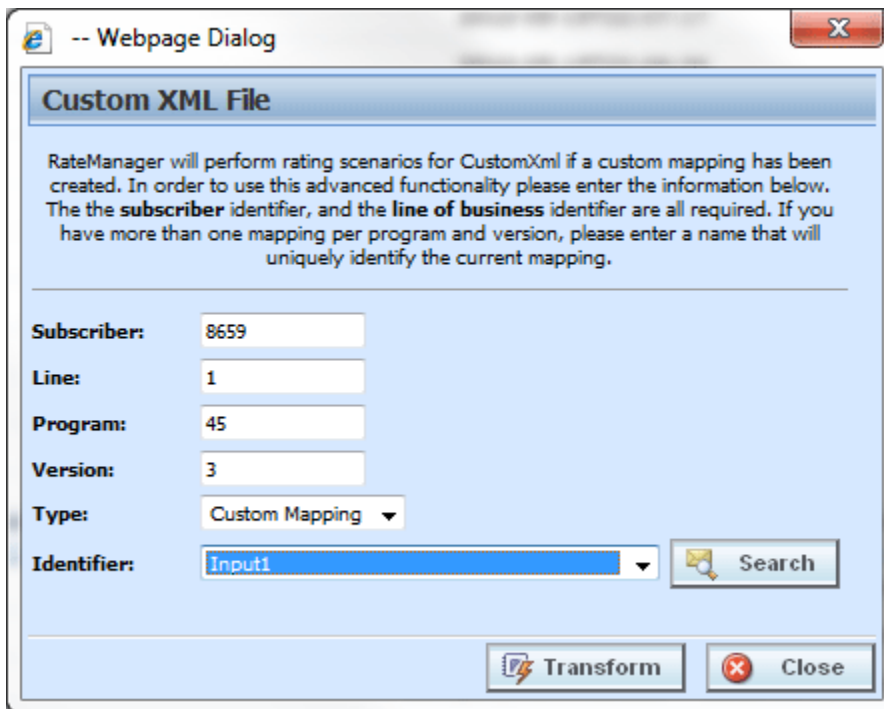 -- Webpage Dialog
Custom XML File
RateManager will perform rating scenarios for CustomXml if a custom mapping has been
created. In order to use this advanced functionality please enter the information below.
The the subscriber identifier, and the line of business identifier are all required. If you
have more than one mapping per program and version, please enter a name that will
uniquely identify the current mapping.
Subscriber: 8659
Line: 1
Program: 45
Version: 3
Type: Custom Mapping
Identifier: Input1 Search
Transform Close